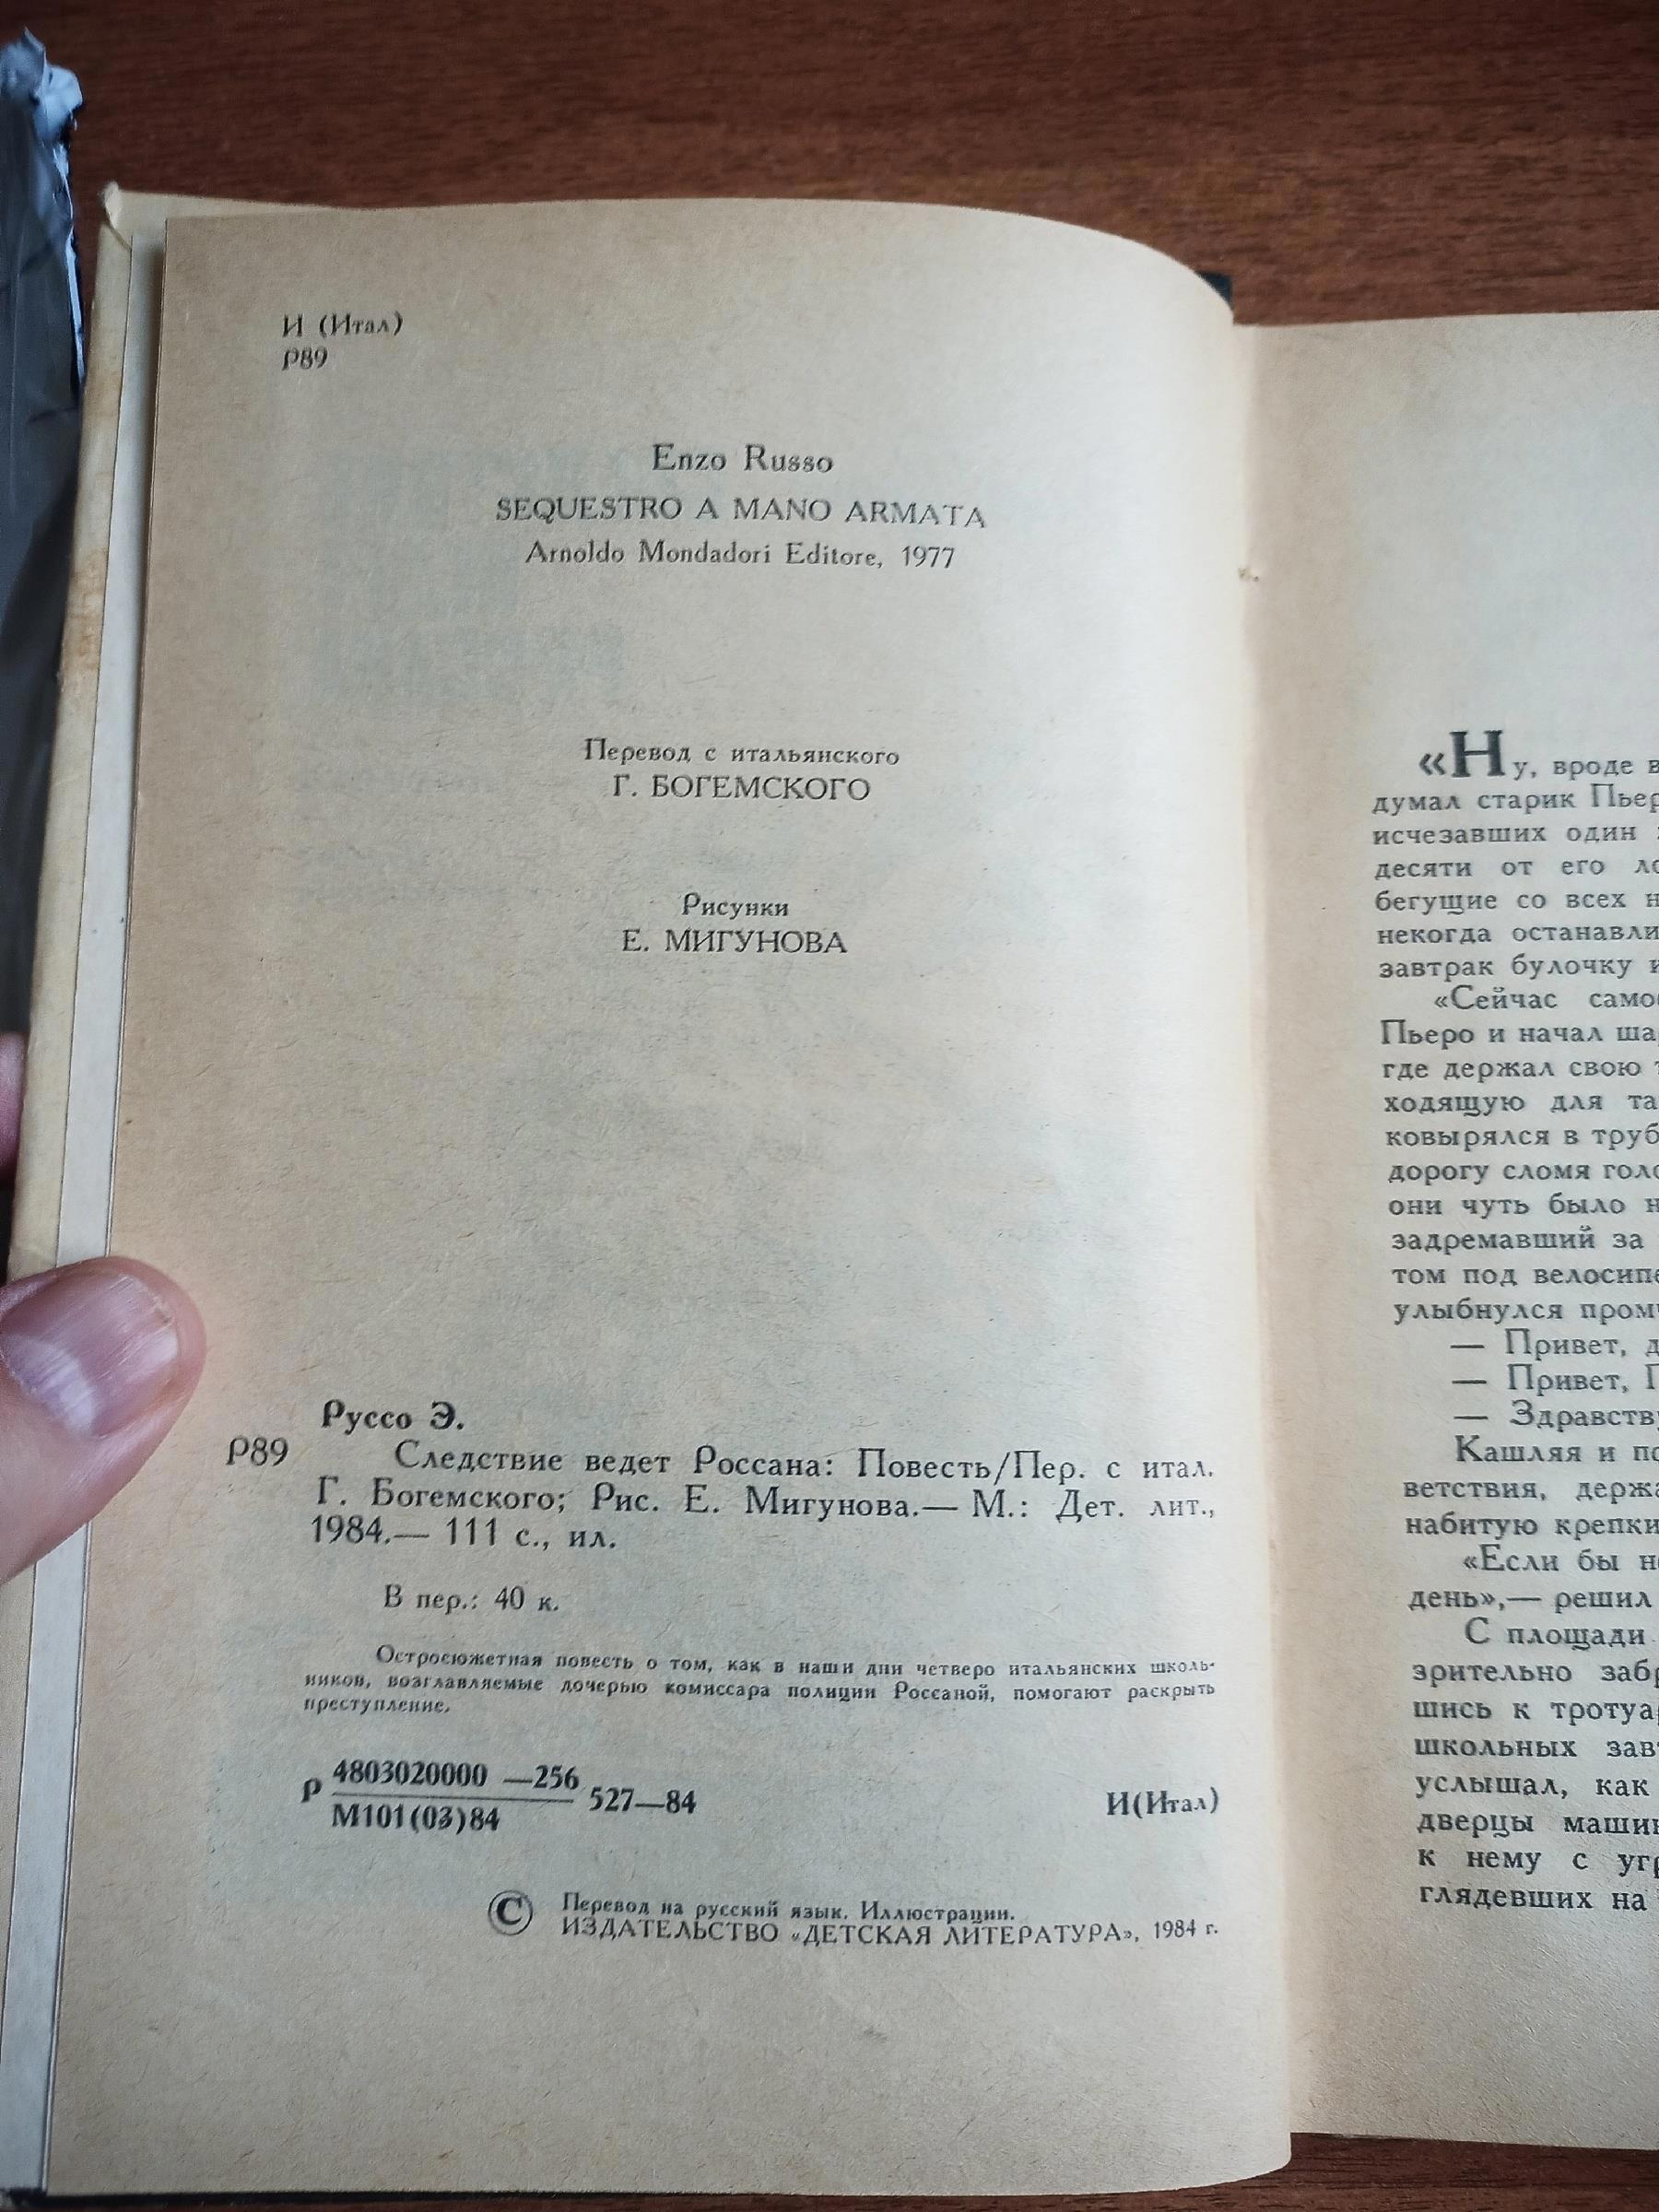 И (Итал)
Р89
Enzo Russo
SEQUESTRO A MANO ARMATA
Arnoldo Mondadori Editore, 1977
Перевод с итальянского
Г. БОГЕМСКОГО
Рисунки
Е. МИГУНОВА
Руссо Э.
Р89 Следствие ведет Россана: Повесть/Пер. с итал.
Г. Богемского; Рис. Е. Мигунова.— М.: Дет. лит.,
1984.— 111 с., ил.
В пер.: 40 к.
Остросюжетная повесть о том, как в наши дни четверо итальянских школь-
ников, возглавляемые дочерью комиссара полиции Россаной, помогают раскрыть
преступление.
Р 4803020000 —256
М101(03)84
527—84
И(Итал)
© Перевод на русский язык. Иллюстрации.
ИЗДАТЕЛЬСТВО «ДЕТСКАЯ ЛИТЕРАТУРА», 1984 г.
«Ну, вроде
думал старик
исчезавших один
десяти от его
бегущие со всех
некогда
завтрак булочку
«Сейчас
Пьеро и начал
где держал свою
ходящую для
ковырялся в
дорогу сломя
они чуть было
задремавший за
том под
улыбнулся
— Привет,
— Привет,
—
Кашляя и
ветствия,
набитую
«Если бы
день»,— решил
С площади
зрительно
шись к
школьных
услышал, как
дверцы
к нему с
глядевших на